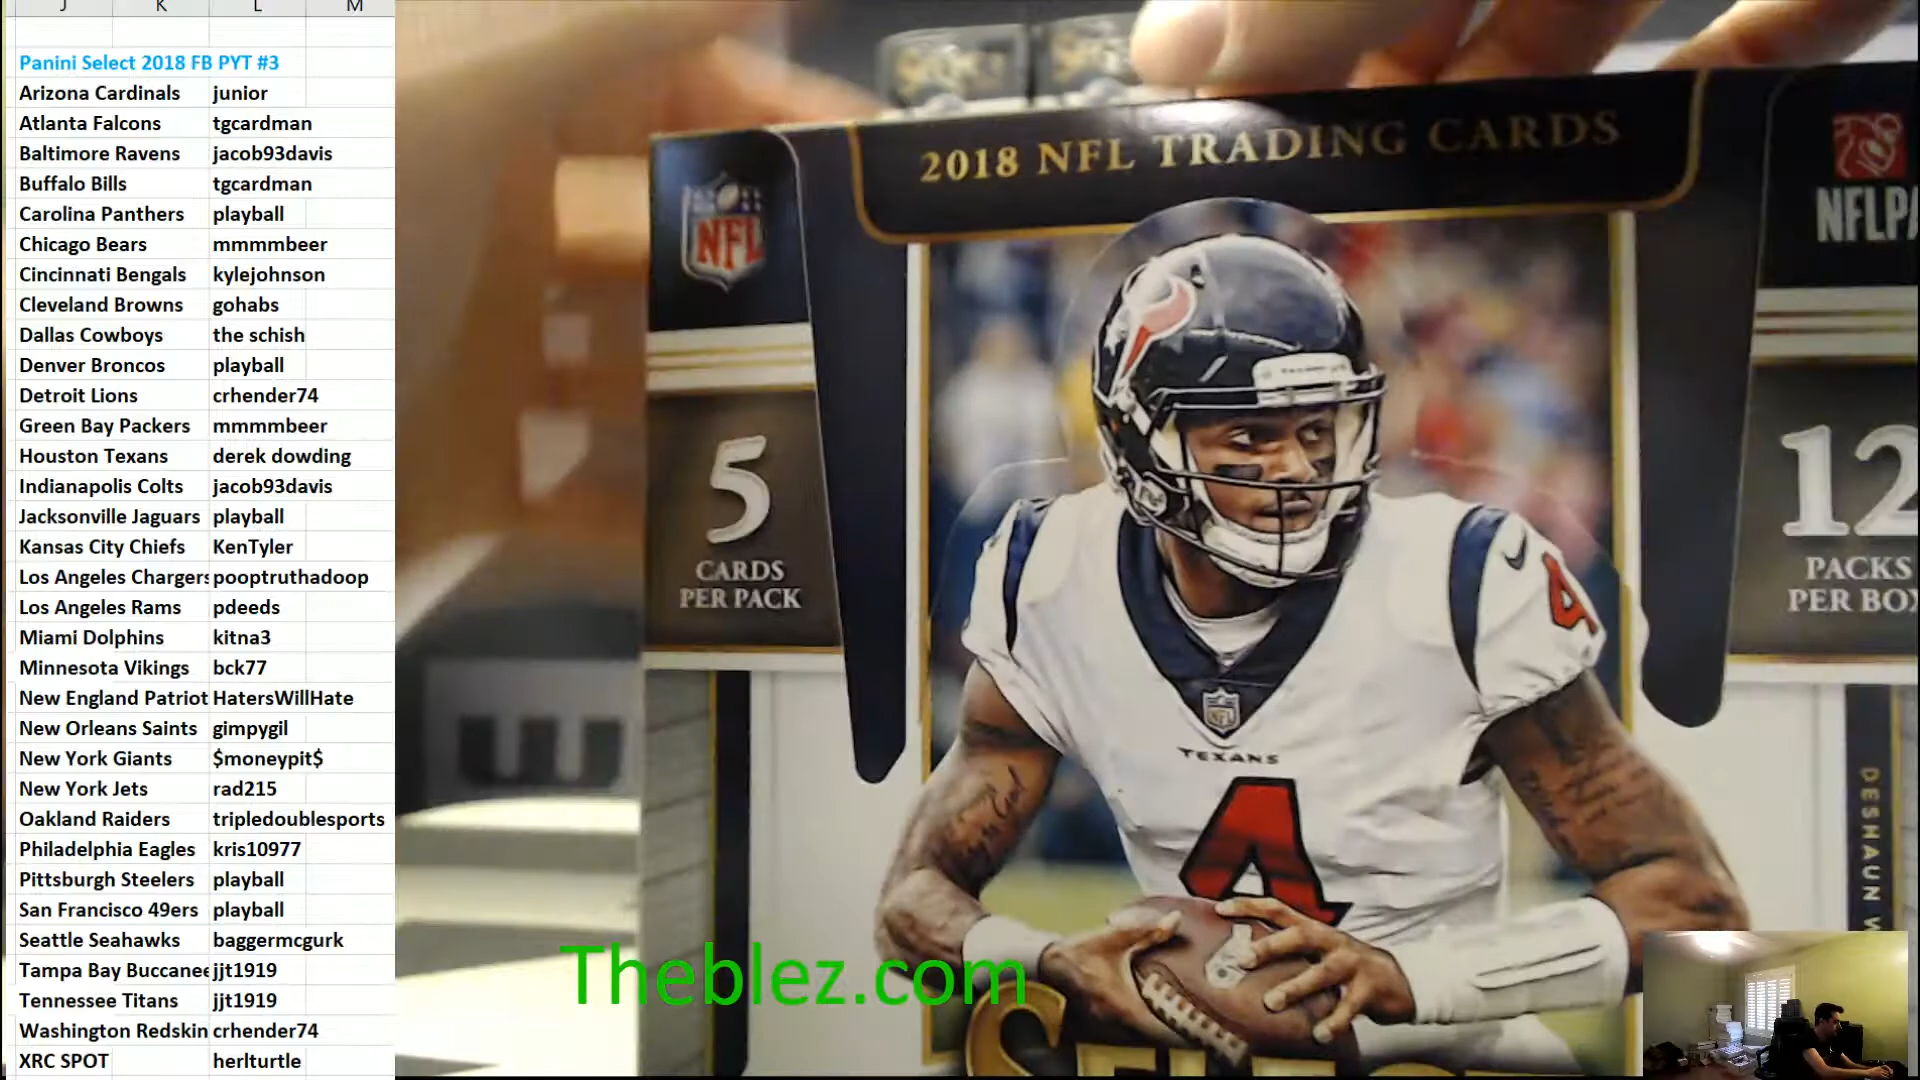 J K L M
Panini Select 2018 FB PYT #3
Arizona Cardinals junior
Atlanta Falcons tgcardman
Baltimore Ravens jacob93davis
Buffalo Bills tgcardman
Carolina Panthers playball
Chicago Bears mmmmbeer
Cincinnati Bengals kylejohnson
Cleveland Browns gohabs
Dallas Cowboys the schish
Denver Broncos playball
Detroit Lions crhender74
Green Bay Packers mmmmbeer
Houston Texans derek dowding
Indianapolis Colts jacob93davis
Jacksonville Jaguars playball
Kansas City Chiefs KenTyler
Los Angeles Chargers pooptruthadoop
Los Angeles Rams pdeeds
Miami Dolphins kitna3
Minnesota Vikings bck77
New England Patriot HatersWillHate
New Orleans Saints gimpygil
New York Giants $moneypit$
New York Jets rad215
Oakland Raiders tripledoublesports
Philadelphia Eagles kris10977
Pittsburgh Steelers playball
San Francisco 49ers playball
Seattle Seahawks baggermcgurk
Tampa Bay Buccanee jjt1919
Tennessee Titans jjt1919
Washington Redskin crhender74
XRC SPOT herlturtle
2018 NFL TRADING CARDS
NFL
NFLPA
5
CARDS
PER PACK
12
PACKS
PER BOX
NFL
TEXANS
4
4
DESHAUN W
SELECT
Theblez.com